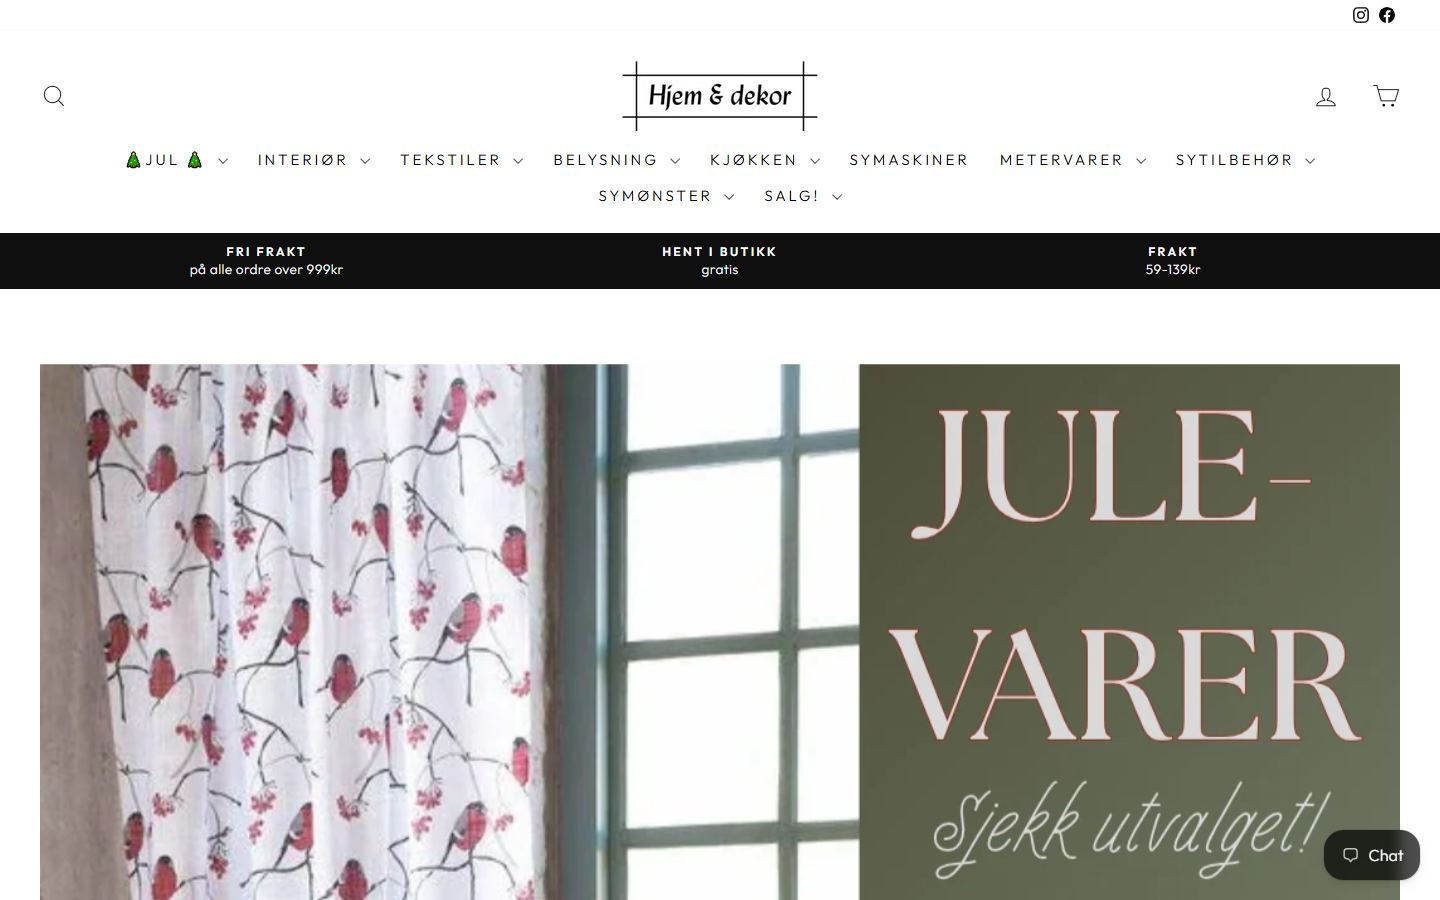 Hjem & dekor
JUL
INTERIØR
TEKSTILER
BELYSNING
KJØKKEN
SYMASKINER
METERVARER
SYTILBEHØR
SYMØNSTER
SALG!
FRI FRAKT
på alle ordre over 999kr
HENT I BUTIKK
gratis
FRAKT
59-139kr
JULE-
VARER
Sjekk utvalget!
Chat